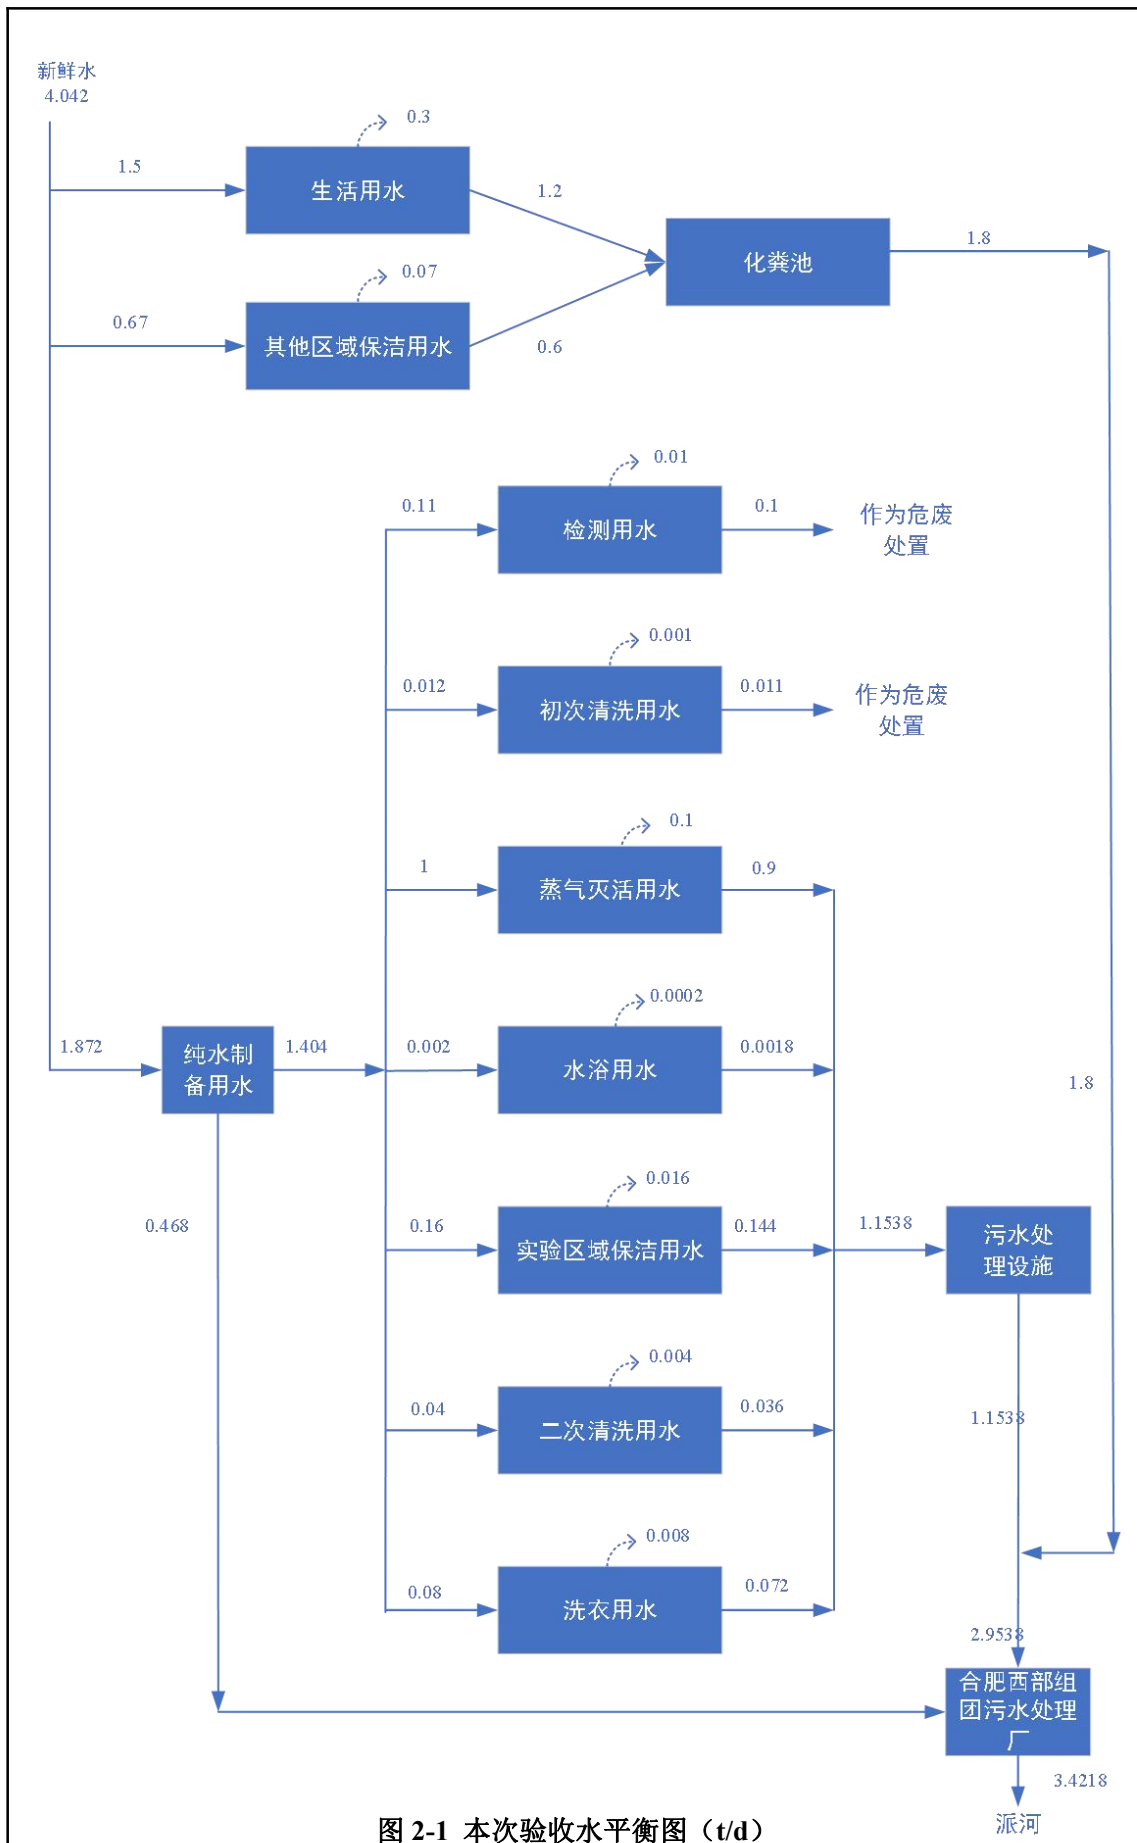 新鲜水
4.042
0.3
1.5
生活用水
1.2
化粪池
1.8
0.07
0.67
其他区域保洁用水
0.6
0.01
0.11
检测用水
0.1
作为危废
处置
0.001
0.012
初次清洗用水
0.011
作为危废
处置
0.1
1
蒸气灭活用水
0.9
0.0002
1.872
纯水制
备用水
1.404
0.002
水浴用水
0.0018
1.8
0.016
0.468
0.16
实验区域保洁用水
0.144
1.1538
污水处
理设施
0.004
0.04
二次清洗用水
0.036
1.1538
0.008
0.08
洗衣用水
0.072
2.9538
合肥西部组
团污水处理
厂
3.4218
派河
图 2-1 本次验收水平衡图（t/d）